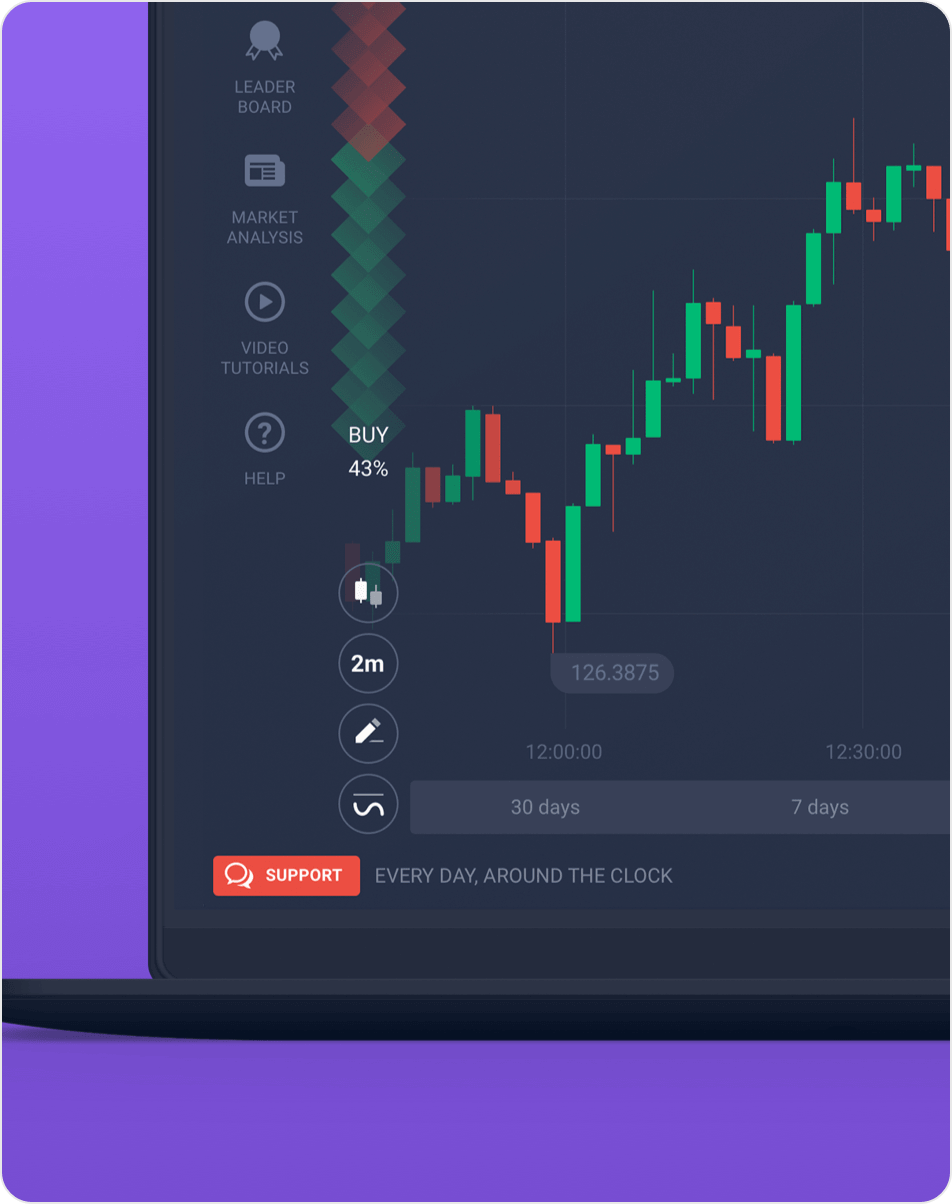 LEADER
BOARD
MARKET
ANALYSIS
VIDEO
TUTORIALS
?
HELP
BUY
43%
2m
126.3875
12:00:00
12:30:00
30 days
7 days
SUPPORT
EVERY DAY, AROUND THE CLOCK